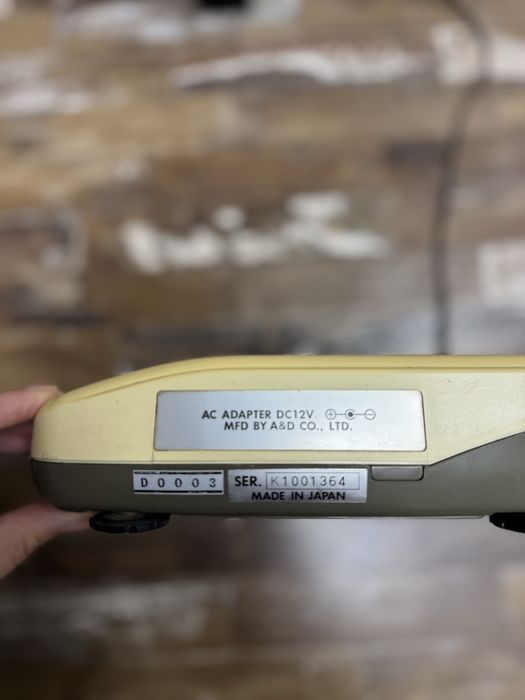 AC ADAPTER DC12V
MFD BY A&D CO., LTD.
D0003
SER. K1001364
MADE IN JAPAN